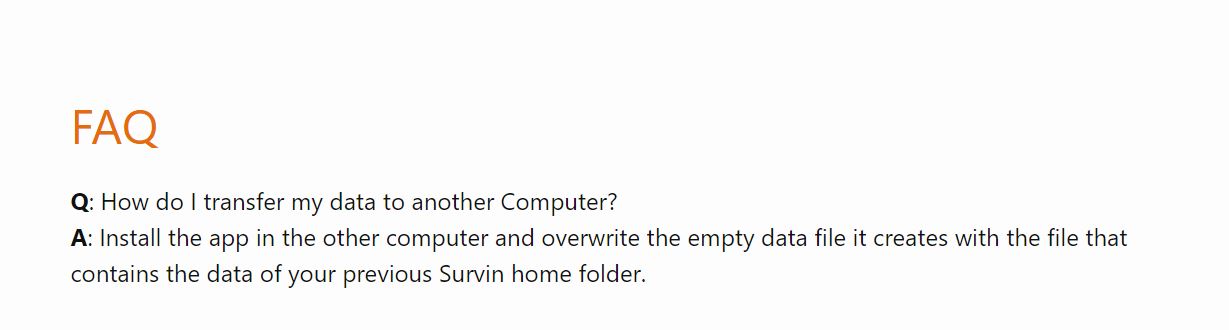 FAQ
Q: How do I transfer my data to another Computer?
A: Install the app in the other computer and overwrite the empty data file it creates with the file that
contains the data of your previous Survin home folder.